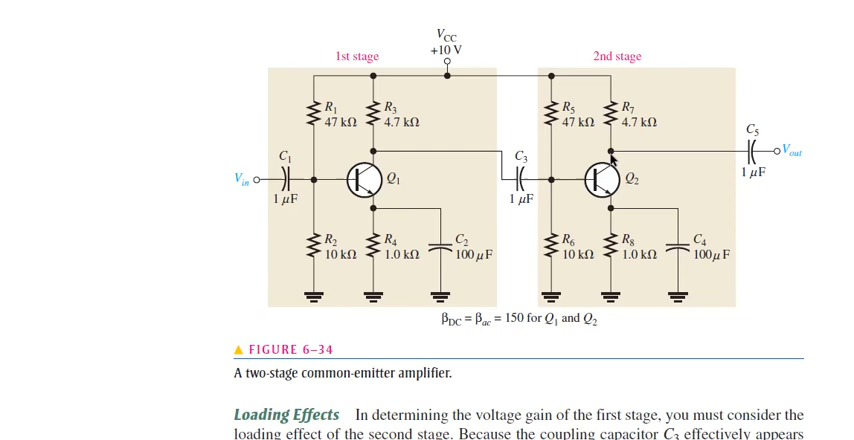 V_CC
+10 V
1st stage
2nd stage
R₁
47 kΩ
R₃
4.7 kΩ
R₅
47 kΩ
R₇
4.7 kΩ
C₅
V_out
1 μF
C₁
V_in
1 μF
Q₁
C₃
1 μF
Q₂
R₂
10 kΩ
R₄
1.0 kΩ
C₂
100 μF
R₆
10 kΩ
R₈
1.0 kΩ
C₄
100 μF
β_DC = β_ac = 150 for Q₁ and Q₂
FIGURE 6–34
A two-stage common-emitter amplifier.
Loading Effects In determining the voltage gain of the first stage, you must consider the
loading effect of the second stage. Because the coupling capacitor C₃ effectively appears